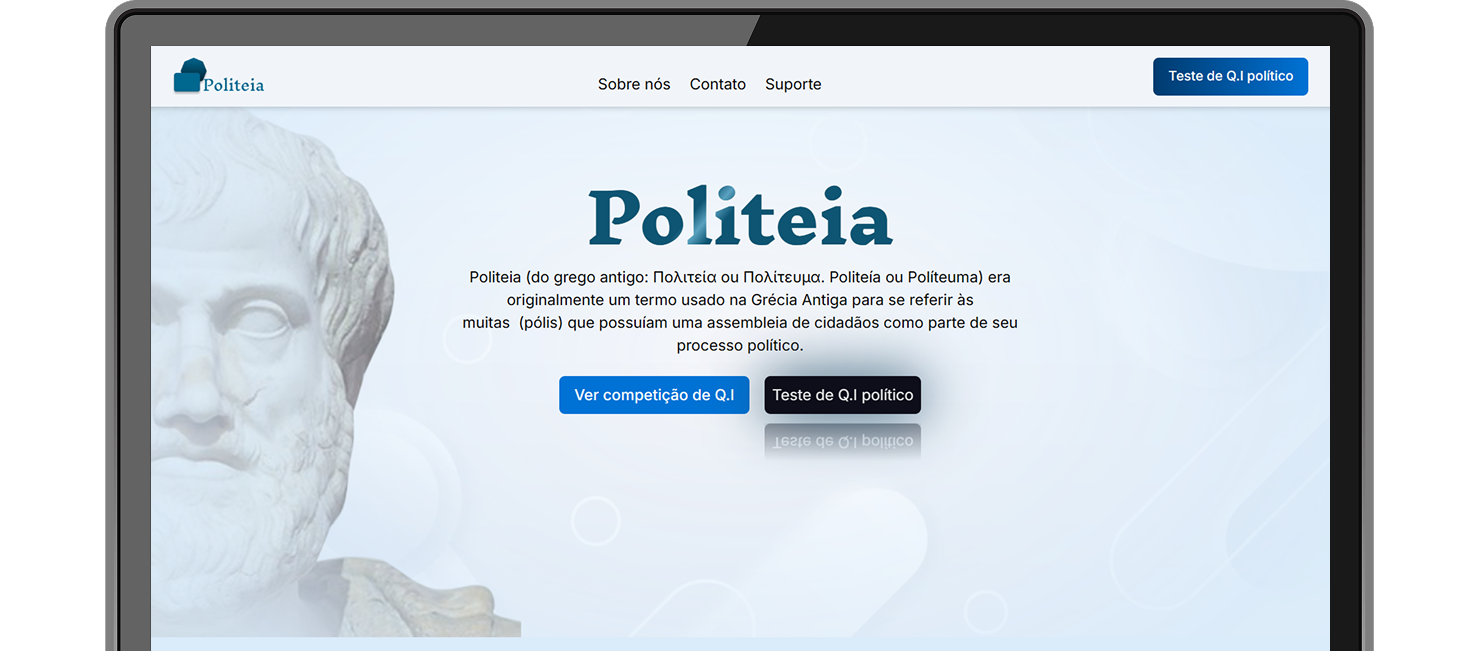 Politeia
Sobre nós Contato Suporte
Teste de Q.I político
Politeia
Politeia (do grego antigo: Πολιτεία ou Πολίτευμα. Politeía ou Políteuma) era
originalmente um termo usado na Grécia Antiga para se referir às
muitas (pólis) que possuíam uma assembleia de cidadãos como parte de seu
processo político.
Ver competição de Q.I Teste de Q.I político
Teste de Q.I político